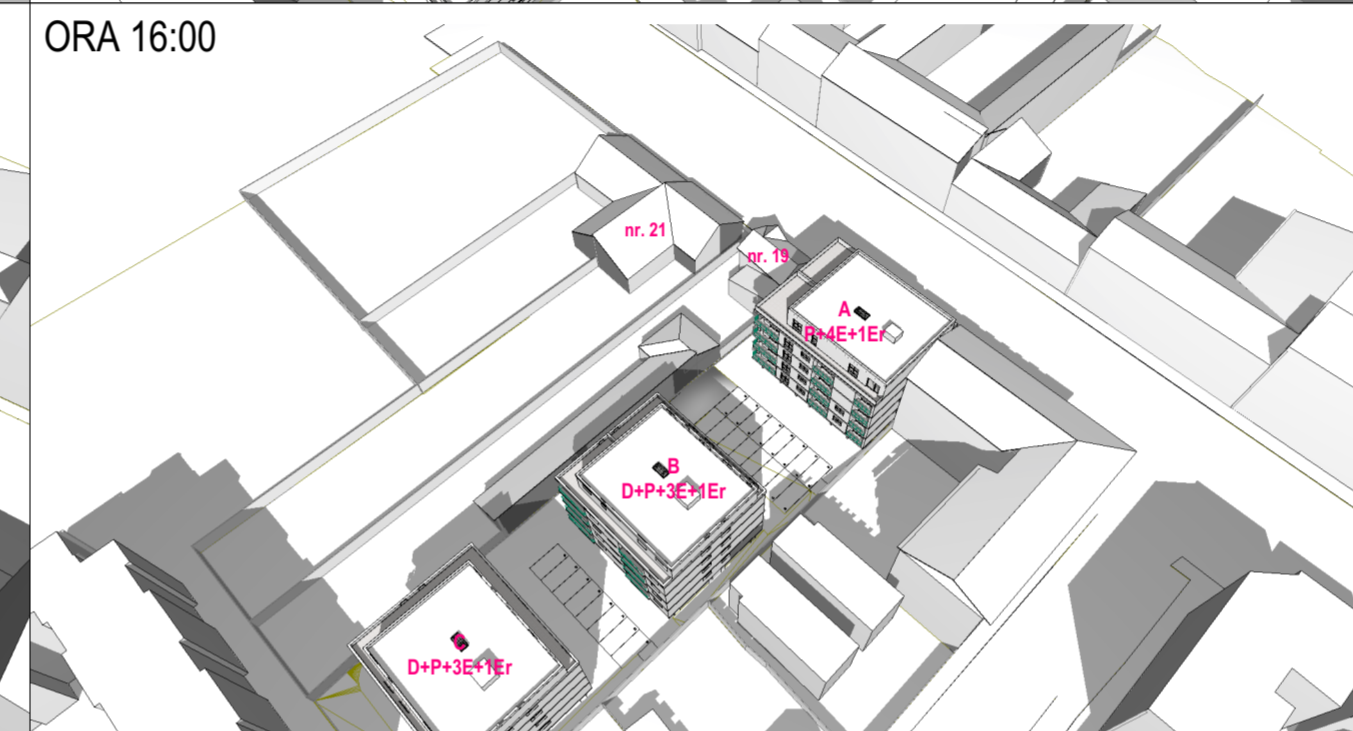 ORA 16:00
nr. 21
nr. 19
A
P+4E+1Er
B
D+P+3E+1Er
C
D+P+3E+1Er